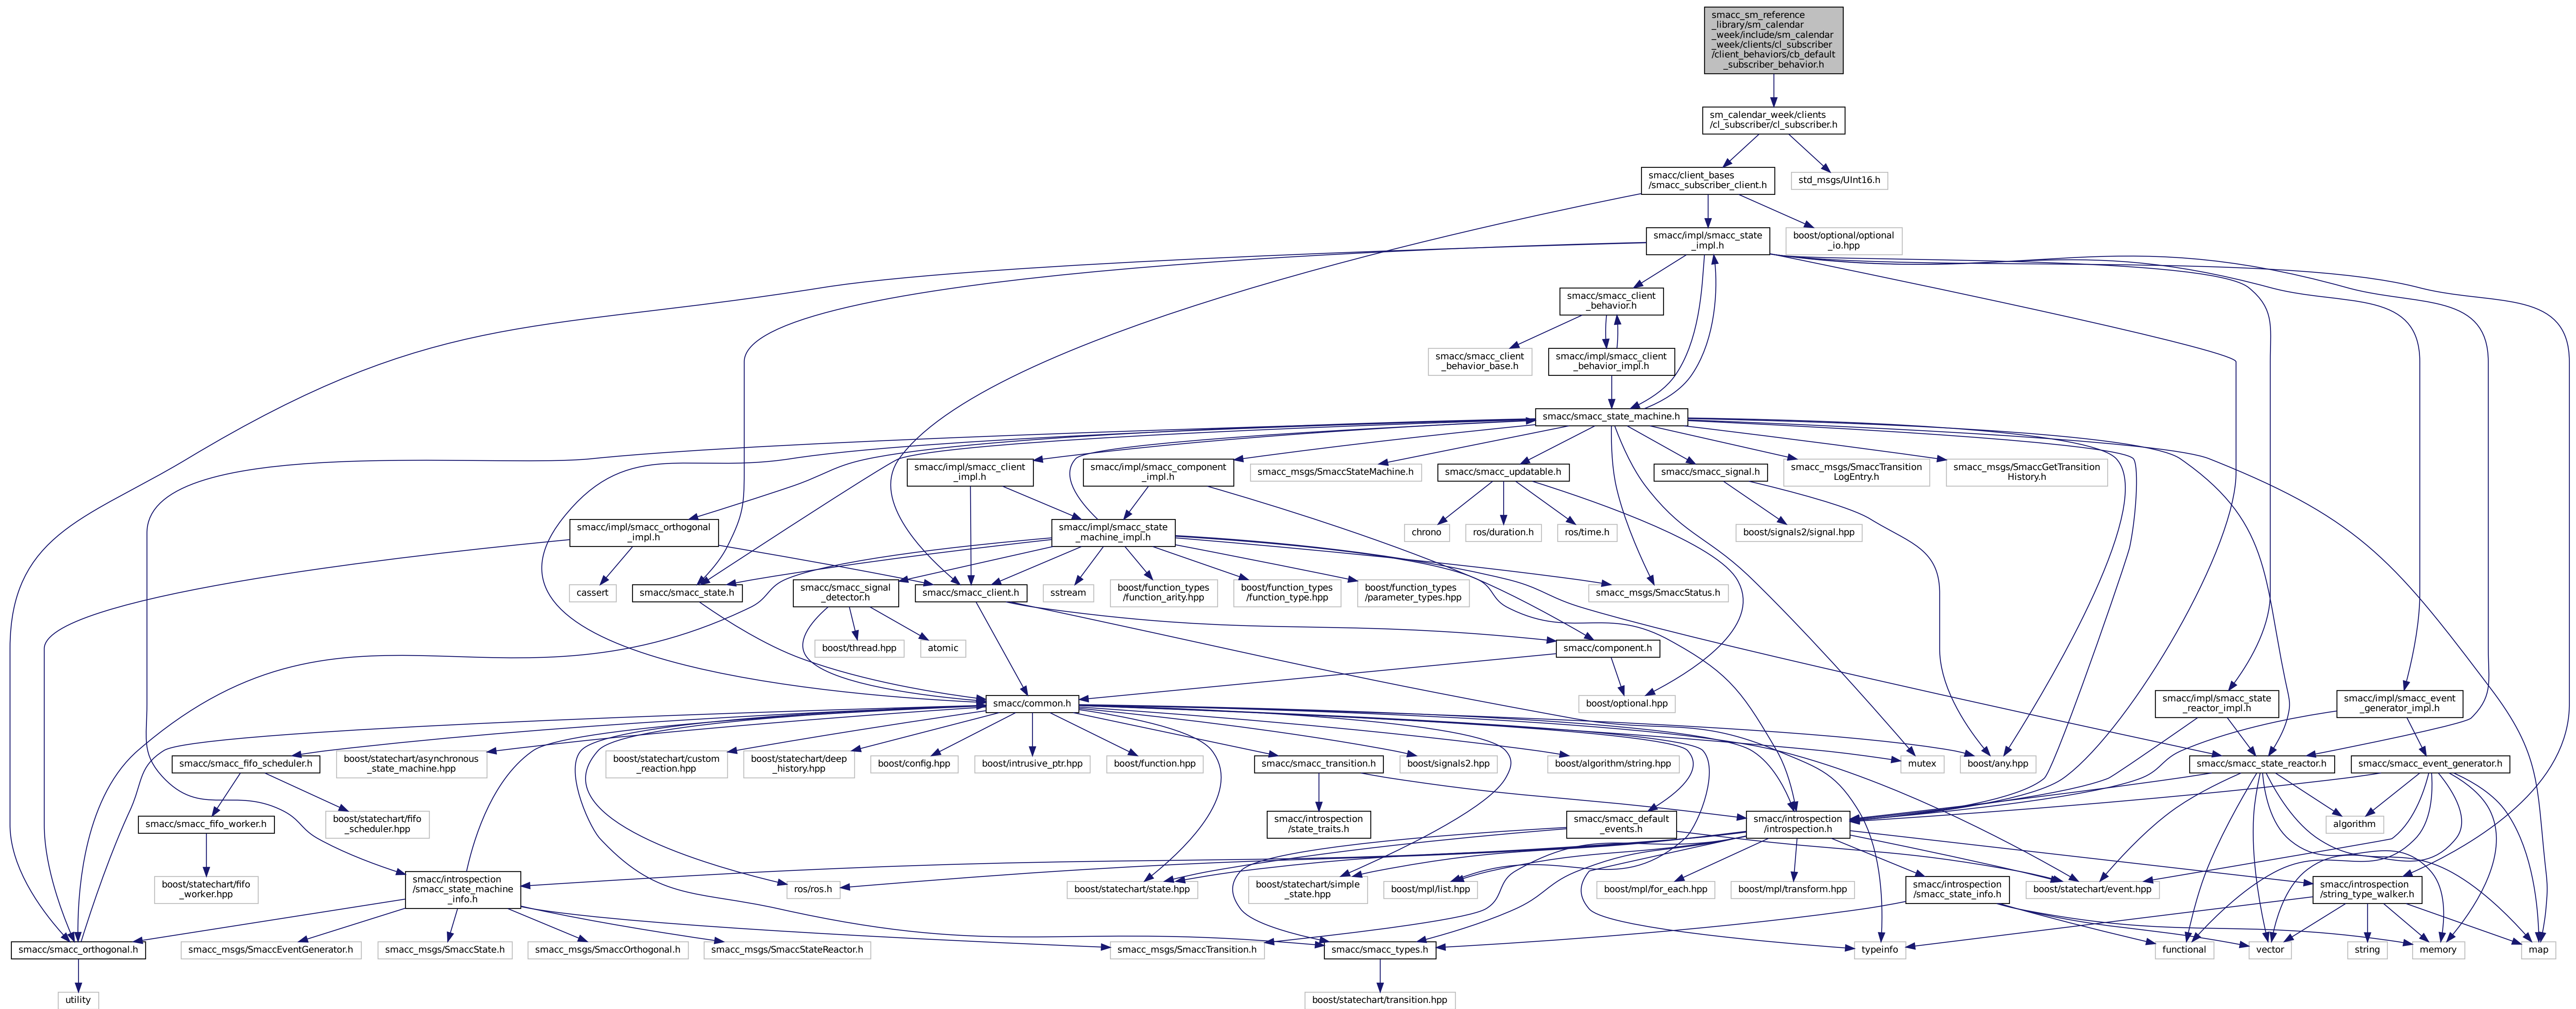 smacc_sm_reference
_library/sm_calendar
_week/include/sm_calendar
_week/clients/cl_subscriber
/client_behaviors/cb_default
_subscriber_behavior.h
sm_calendar_week/clients
/cl_subscriber/cl_subscriber.h
smacc/client_bases
/smacc_subscriber_client.h
std_msgs/UInt16.h
smacc/impl/smacc_state
_impl.h
boost/optional/optional
_io.hpp
smacc/smacc_client
_behavior.h
smacc/smacc_client
_behavior_base.h
smacc/impl/smacc_client
_behavior_impl.h
smacc/smacc_state_machine.h
smacc/impl/smacc_client
_impl.h
smacc/impl/smacc_component
_impl.h
smacc_msgs/SmaccStateMachine.h
smacc/smacc_updatable.h
smacc/smacc_signal.h
smacc_msgs/SmaccTransition
LogEntry.h
smacc_msgs/SmaccGetTransition
History.h
smacc/impl/smacc_orthogonal
_impl.h
smacc/impl/smacc_state
_machine_impl.h
chrono
ros/duration.h
ros/time.h
boost/signals2/signal.hpp
cassert
smacc/smacc_state.h
smacc/smacc_signal
_detector.h
smacc/smacc_client.h
sstream
boost/function_types
/function_arity.hpp
boost/function_types
/function_type.hpp
boost/function_types
/parameter_types.hpp
smacc_msgs/SmaccStatus.h
boost/thread.hpp
atomic
smacc/component.h
smacc/common.h
boost/optional.hpp
smacc/impl/smacc_state
_reactor_impl.h
smacc/impl/smacc_event
_generator_impl.h
smacc/smacc_fifo_scheduler.h
boost/statechart/asynchronous
_state_machine.hpp
boost/statechart/custom
_reaction.hpp
boost/statechart/deep
_history.hpp
boost/config.hpp
boost/intrusive_ptr.hpp
boost/function.hpp
smacc/smacc_transition.h
boost/signals2.hpp
boost/algorithm/string.hpp
mutex
boost/any.hpp
smacc/smacc_state_reactor.h
smacc/smacc_event_generator.h
smacc/smacc_fifo_worker.h
boost/statechart/fifo
_scheduler.hpp
smacc/introspection
/state_traits.h
smacc/smacc_default
_events.h
smacc/introspection
/introspection.h
algorithm
boost/statechart/fifo
_worker.hpp
smacc/introspection
/smacc_state_machine
_info.h
ros/ros.h
boost/statechart/state.hpp
boost/statechart/simple
_state.hpp
boost/mpl/list.hpp
boost/mpl/for_each.hpp
boost/mpl/transform.hpp
smacc/introspection
/smacc_state_info.h
boost/statechart/event.hpp
smacc/introspection
/string_type_walker.h
smacc/smacc_orthogonal.h
smacc_msgs/SmaccEventGenerator.h
smacc_msgs/SmaccState.h
smacc_msgs/SmaccOrthogonal.h
smacc_msgs/SmaccStateReactor.h
smacc_msgs/SmaccTransition.h
smacc/smacc_types.h
typeinfo
functional
vector
string
memory
map
utility
boost/statechart/transition.hpp